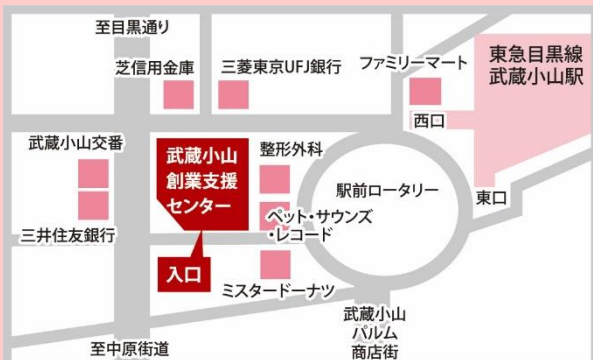 至目黒通り
芝信用金庫
三菱東京UFJ銀行
ファミリーマート
東急目黒線
武蔵小山駅
西口
武蔵小山交番
武蔵小山
創業支援
センター
整形外科
駅前ロータリー
東口
ペット・サウンズ
・レコード
三井住友銀行
入口
ミスタードーナツ
武蔵小山
パルム
商店街
至中原街道